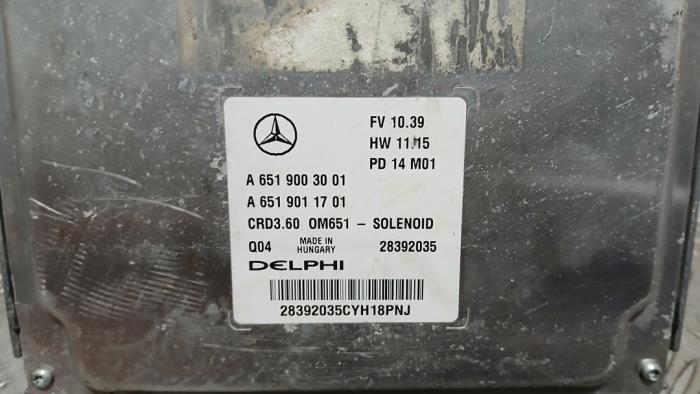 FV 10.39
HW 11/15
PD 14 M01
A 651 900 30 01
A 651 901 17 01
CRD3.60 OM651 – SOLENOID
Q04 MADE IN HUNGARY 28392035
DELPHI
28392035CYH18PNJ